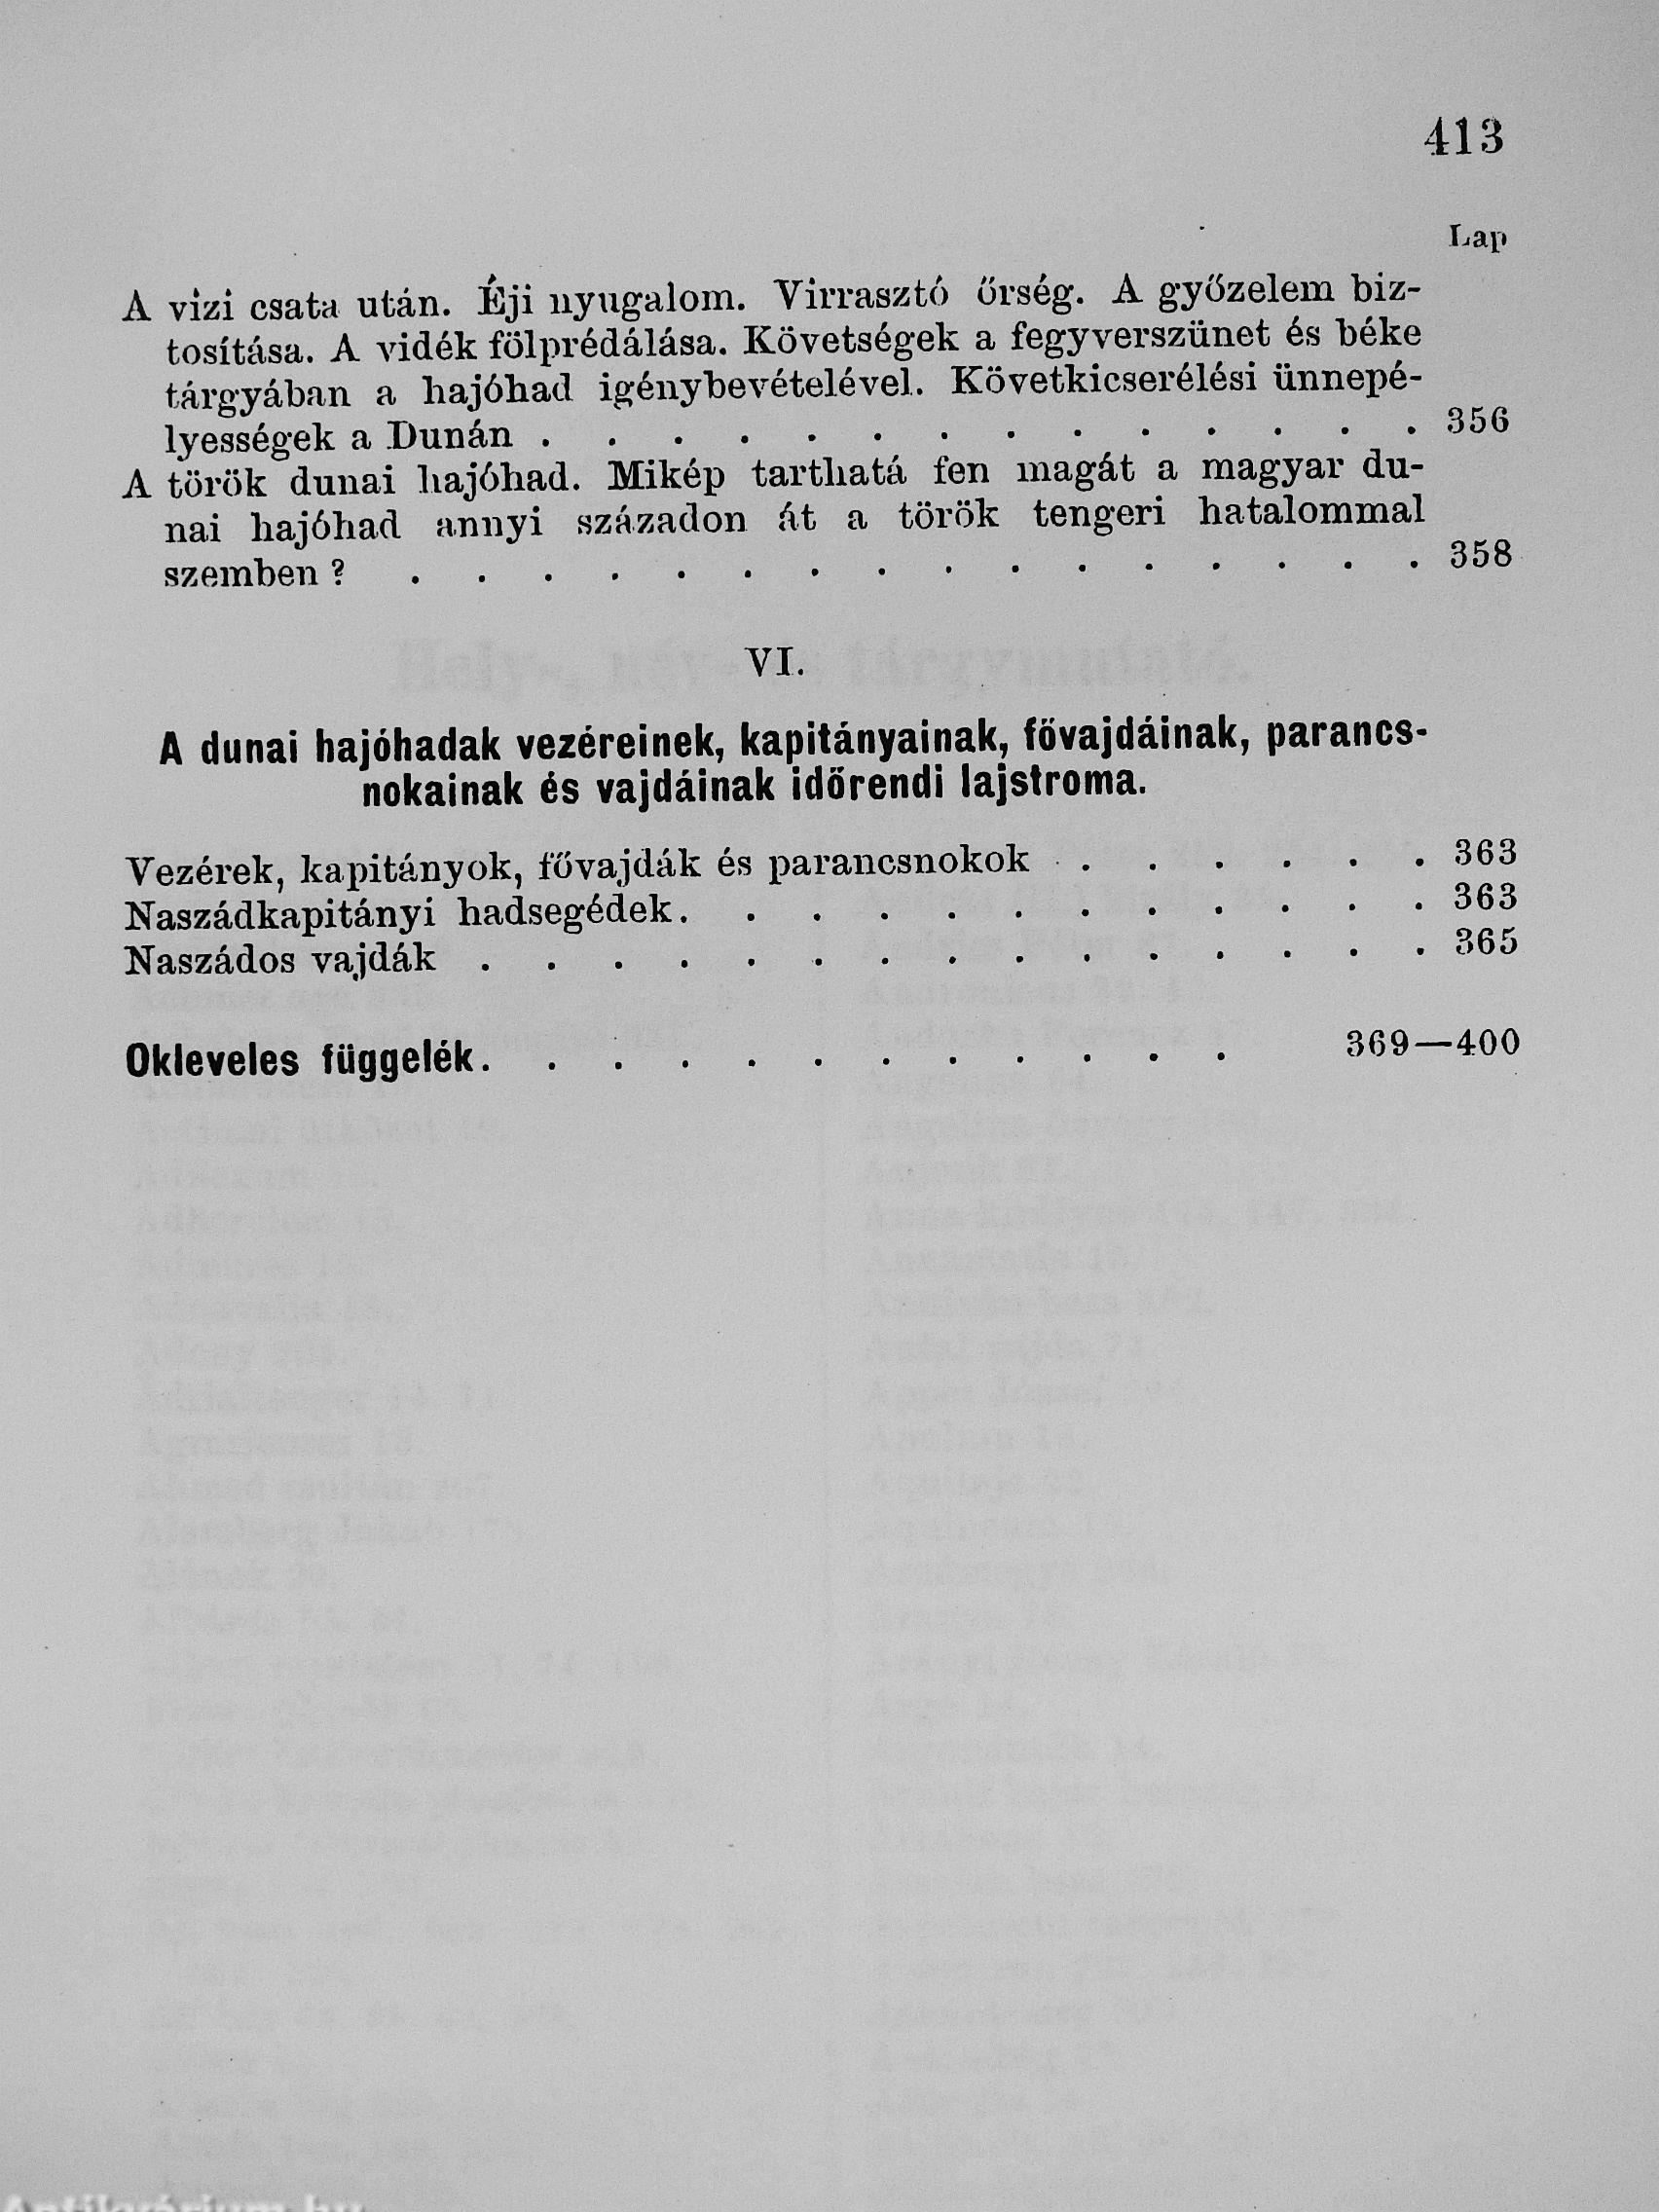 413
Lap
A vizi csata után. Éji nyugalom. Virrasztó őrség. A győzelem biz-
tosítása. A vidék fölprédálása. Követségek a fegyverszünet és béke
tárgyában a hajóhad igénybevételével. Követkicserélési ünnepé-
lyességek a Dunán . . . . . . . . . . . . . . 356
A török dunai hajóhad. Mikép tarthatá fen magát a magyar du-
nai hajóhad annyi századon át a török tengeri hatalommal
szemben ? . . . . . . . . . . . . . . . . 358
VI.
A dunai hajóhadak vezéreinek, kapitányainak, fővajdáinak, parancs-
nokainak és vajdáinak időrendi lajstroma.
Vezérek, kapitányok, fővajdák és parancsnokok . . . . . . . 363
Naszádkapitányi hadsegédek. . . . . . . . . . . . . 363
Naszádos vajdák . . . . . . . . . . . . . . . 365
Okleveles függelék. . . . . . . . . . . . . 369—400